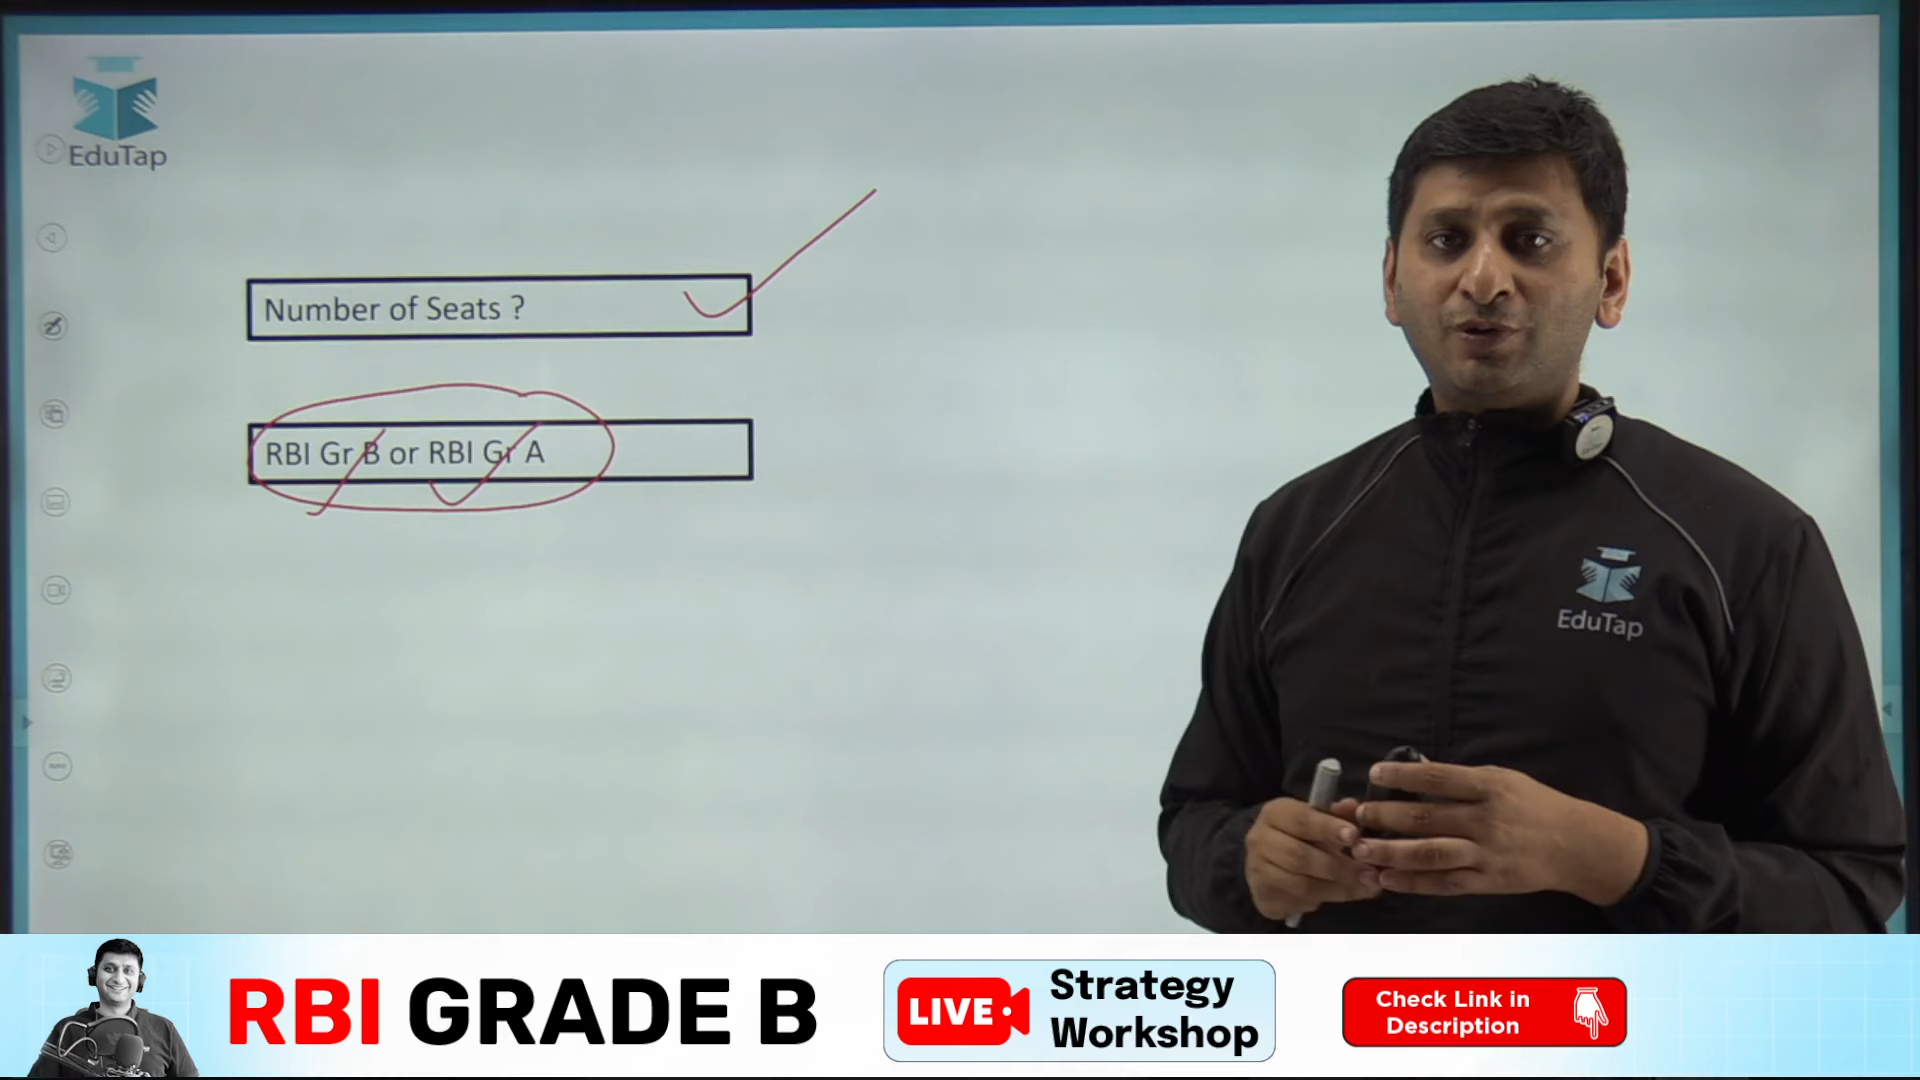 EduTap
Number of Seats ?
RBI Gr B or RBI Gr A
EduTap
RBI GRADE B
LIVE
Strategy
Workshop
Check Link in
Description